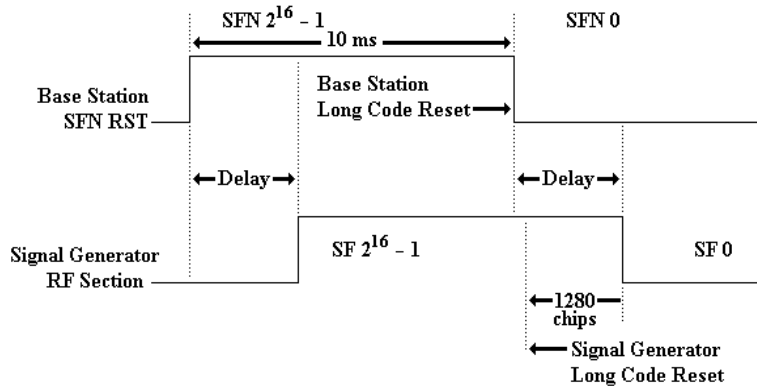 SFN 2^16 - 1
SFN 0
10 ms
Base Station
SFN RST
Base Station
Long Code Reset
Delay
Delay
Signal Generator
RF Section
SF 2^16 - 1
SF 0
1280
chips
Signal Generator
Long Code Reset